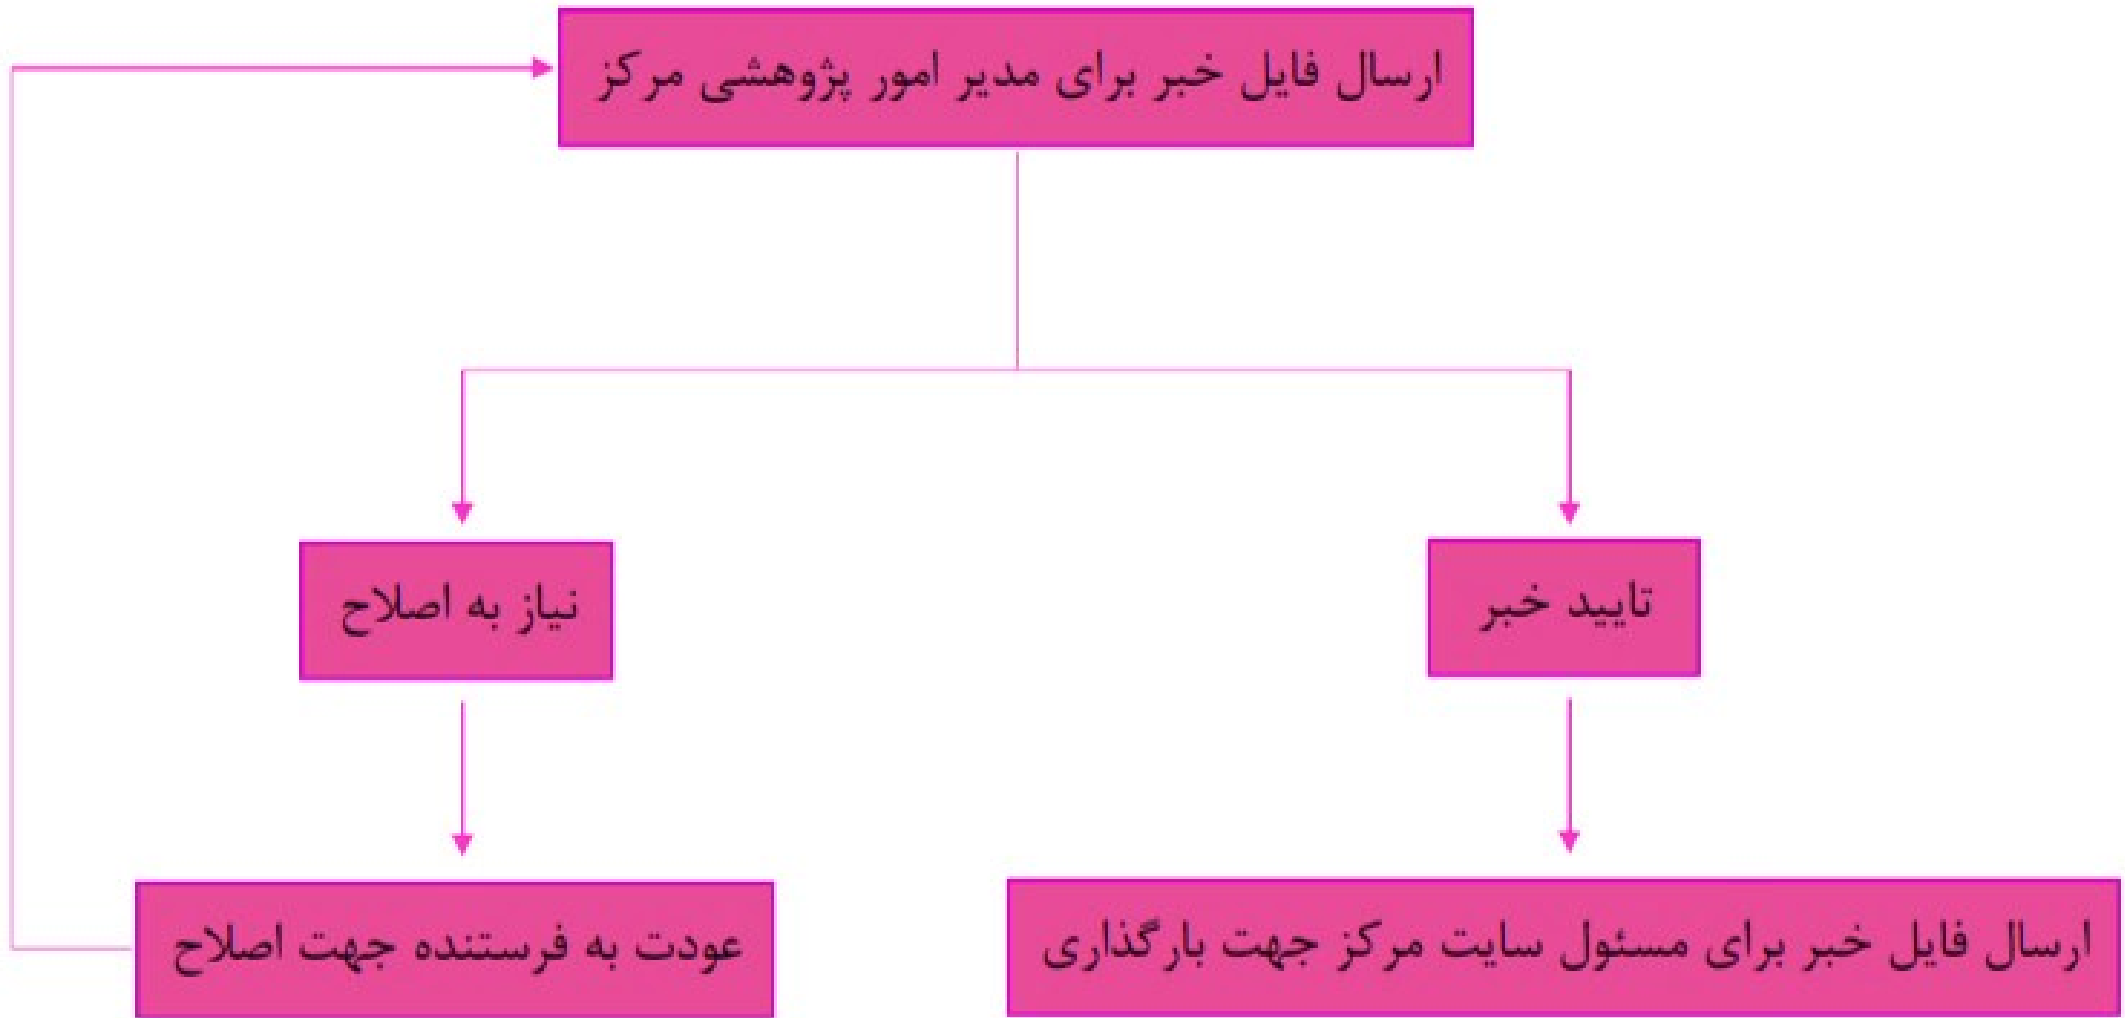 ارسال فایل خبر برای مدیر امور پژوهشی مرکز
تایید خبر
نیاز به اصلاح
ارسال فایل خبر برای مسئول سایت مرکز جهت بارگذاری
عودت به فرستنده جهت اصلاح